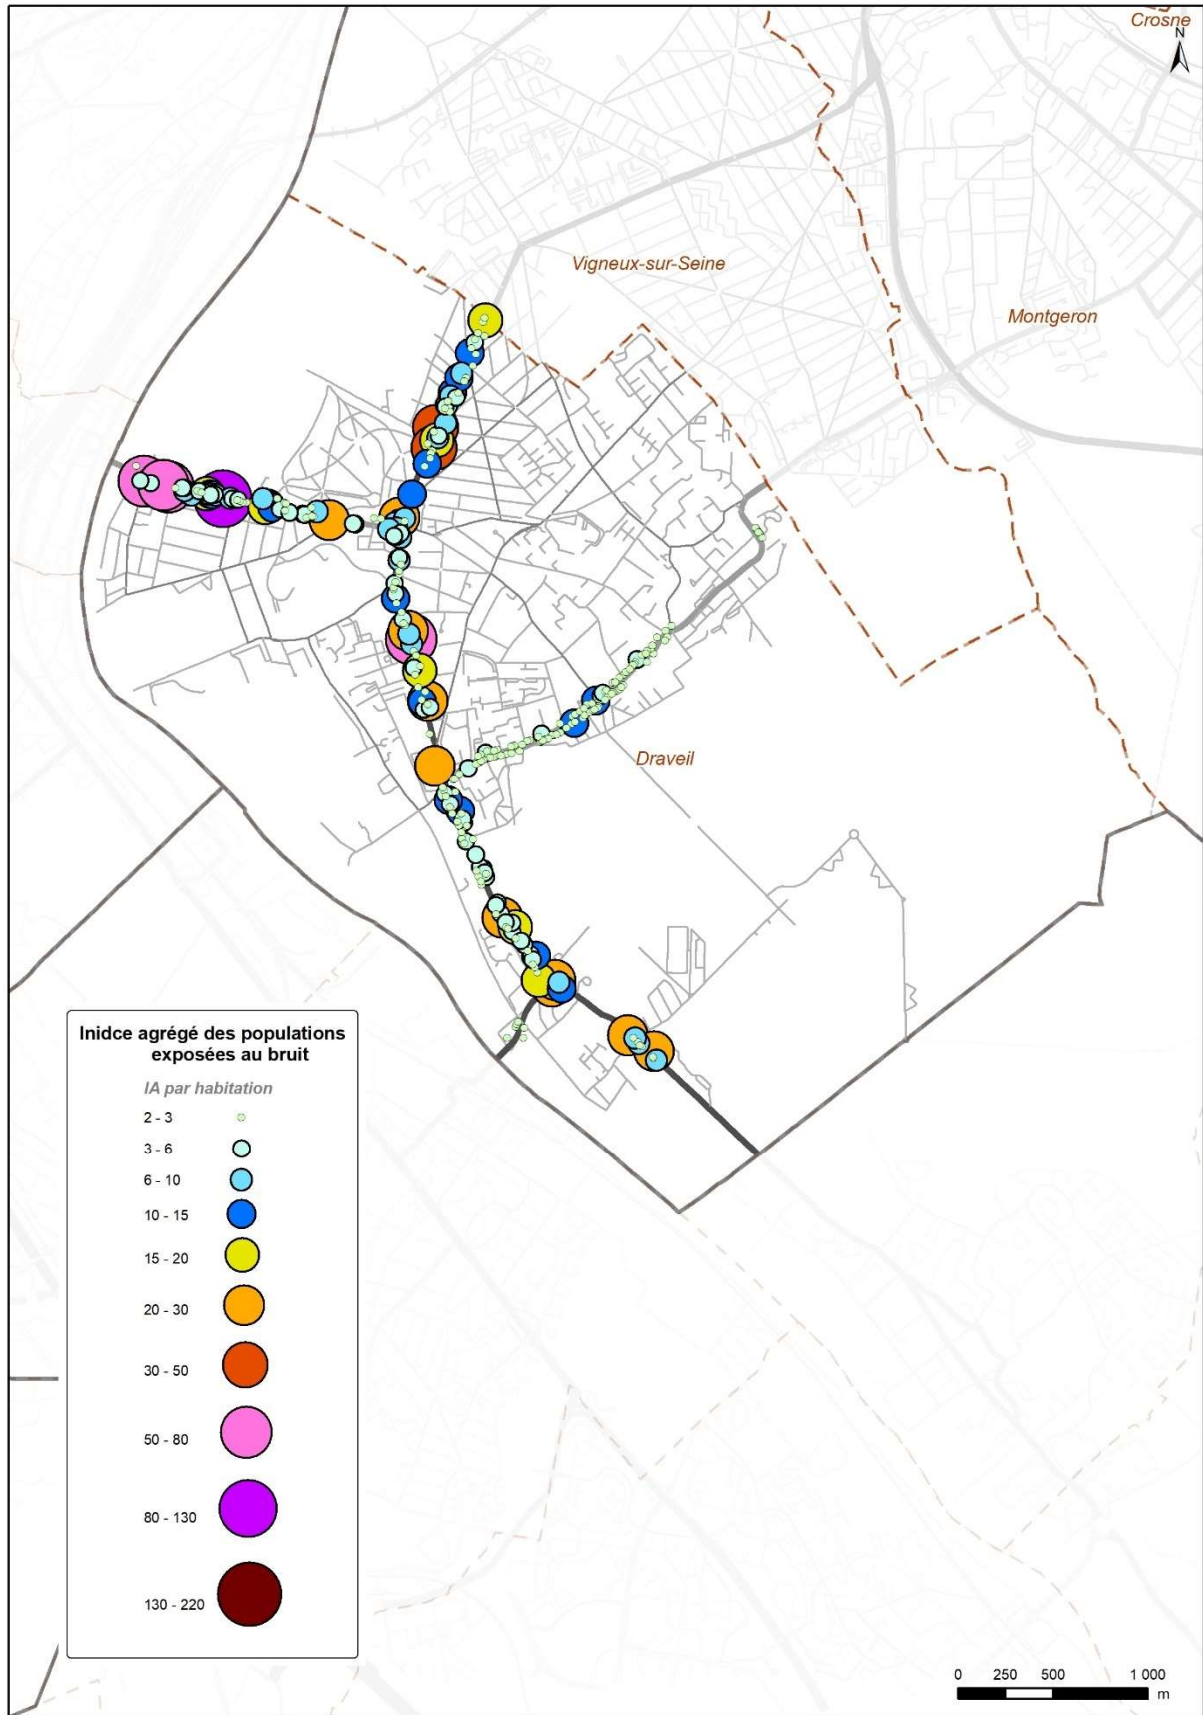 Crosne
N
Vigneux-sur-Seine
Montgeron
Draveil
Inidce agrégé des populations
exposées au bruit
IA par habitation
2 - 3
3 - 6
6 - 10
10 - 15
15 - 20
20 - 30
30 - 50
50 - 80
80 - 130
130 - 220
0 250 500 1 000
m